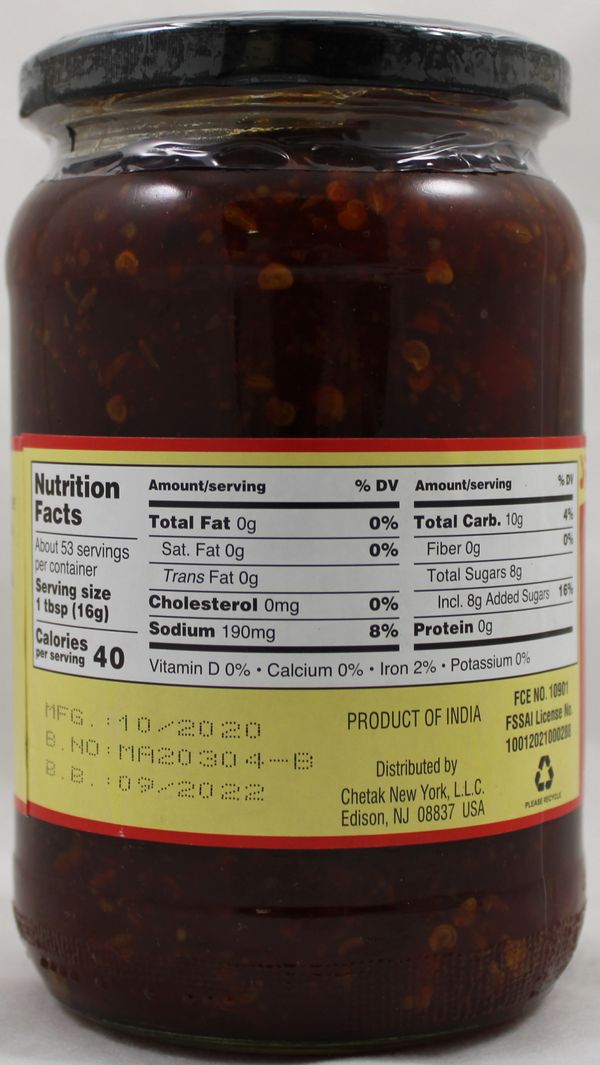 Nutrition
Facts
About 53 servings
per container
Serving size
1 tbsp (16g)
Calories
per serving 40
Amount/serving % DV
Total Fat 0g 0%
Sat. Fat 0g 0%
Trans Fat 0g
Cholesterol 0mg 0%
Sodium 190mg 8%
Amount/serving % DV
Total Carb. 10g 4%
Fiber 0g 0%
Total Sugars 8g
Incl. 8g Added Sugars 16%
Protein 0g
Vitamin D 0% • Calcium 0% • Iron 2% • Potassium 0%
MFG.:10/2020
B.NO:MA20304-B
B.B.:09/2022
PRODUCT OF INDIA
Distributed by
Chetak New York, L.L.C.
Edison, NJ 08837 USA
FCE NO. 10901
FSSAI License No.
10012021000288
PLEASE RECYCLE